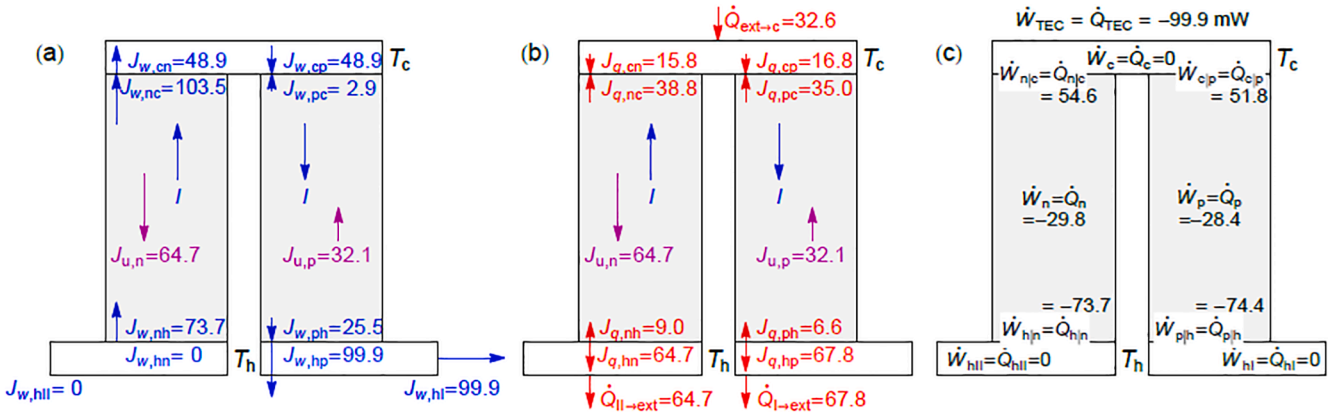 (a)
J_w,cn=48.9
J_w,cp=48.9
T_c
J_w,nc=103.5
J_w,pc= 2.9
I
I
J_u,n=64.7
J_u,p=32.1
J_w,nh=73.7
J_w,ph=25.5
J_w,hn= 0
T_h
J_w,hp=99.9
J_w,hII= 0
J_w,hI=99.9
(b)
Q̇_ext→c=32.6
J_q,cn=15.8
J_q,cp=16.8
T_c
J_q,nc=38.8
J_q,pc=35.0
I
I
J_u,n=64.7
J_u,p=32.1
J_q,nh=9.0
J_q,ph=6.6
J_q,hn=64.7
T_h
J_q,hp=67.8
Q̇_II→ext=64.7
Q̇_I→ext=67.8
(c)
Ẇ_TEC = Q̇_TEC = −99.9 mW
Ẇ_c=Q̇_c=0
T_c
Ẇ_n|c=Q̇_n|c
= 54.6
Ẇ_c|p=Q̇_c|p
= 51.8
Ẇ_n=Q̇_n
=−29.8
Ẇ_p=Q̇_p
=−28.4
= −73.7
Ẇ_h|n=Q̇_h|n
= −74.4
Ẇ_p|h=Q̇_p|h
Ẇ_hII=Q̇_hII=0
T_h
Ẇ_hI=Q̇_hI=0